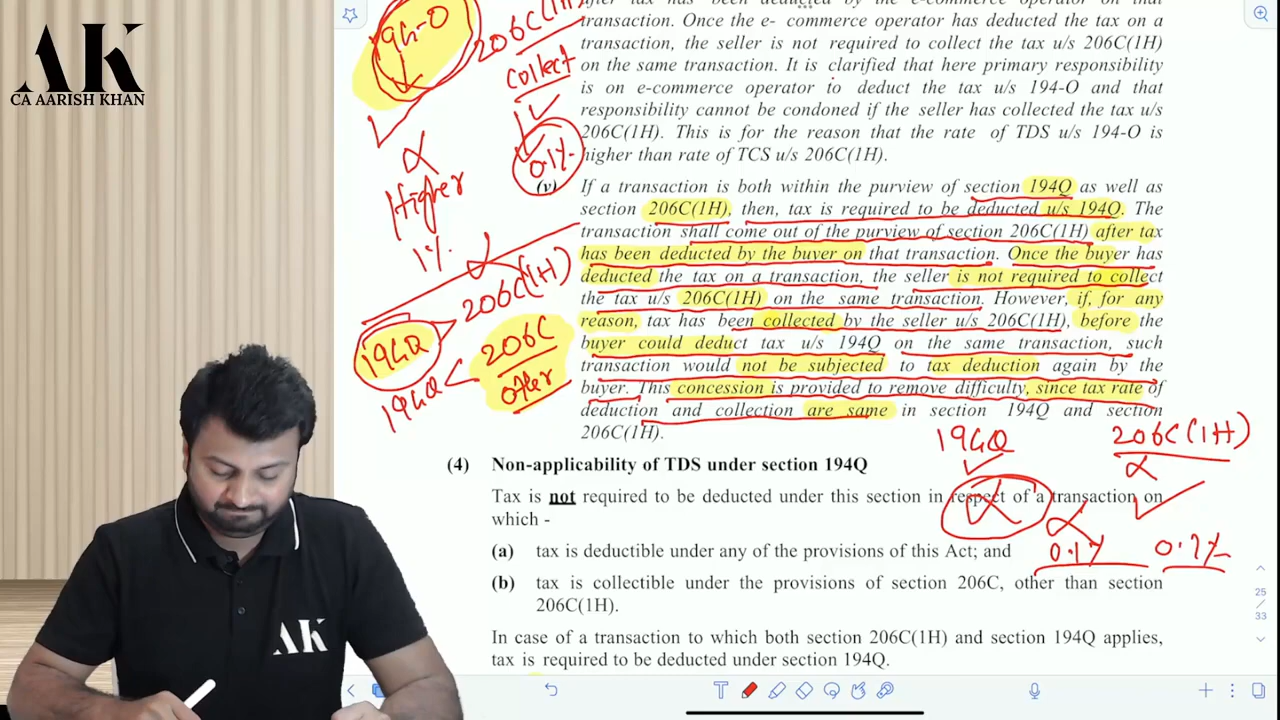 AK
CA AARISH KHAN
194-O
206C(1H)
collect
0.1%
Higher
1%
206C(1H)
194Q
206C
194Q
other
after tax has been deducted by the e-commerce operator on that
transaction. Once the e- commerce operator has deducted the tax on a
transaction, the seller is not required to collect the tax u/s 206C(1H)
on the same transaction. It is clarified that here primary responsibility
is on e-commerce operator to deduct the tax u/s 194-O and that
responsibility cannot be condoned if the seller has collected the tax u/s
206C(1H). This is for the reason that the rate of TDS u/s 194-O is
higher than rate of TCS u/s 206C(1H).
(v) If a transaction is both within the purview of section 194Q as well as
section 206C(1H), then, tax is required to be deducted u/s 194Q. The
transaction shall come out of the purview of section 206C(1H) after tax
has been deducted by the buyer on that transaction. Once the buyer has
deducted the tax on a transaction, the seller is not required to collect
the tax u/s 206C(1H) on the same transaction. However, if, for any
reason, tax has been collected by the seller u/s 206C(1H), before the
buyer could deduct tax u/s 194Q on the same transaction, such
transaction would not be subjected to tax deduction again by the
buyer. This concession is provided to remove difficulty, since tax rate of
deduction and collection are same in section 194Q and section
206C(1H).
194Q 206C(1H)
(4) Non-applicability of TDS under section 194Q
Tax is not required to be deducted under this section in respect of a transaction on
which -
(a) tax is deductible under any of the provisions of this Act; and
0.1% 0.1%
(b) tax is collectible under the provisions of section 206C, other than section
206C(1H).
In case of a transaction to which both section 206C(1H) and section 194Q applies,
tax is required to be deducted under section 194Q.
AK
25
/
33
T